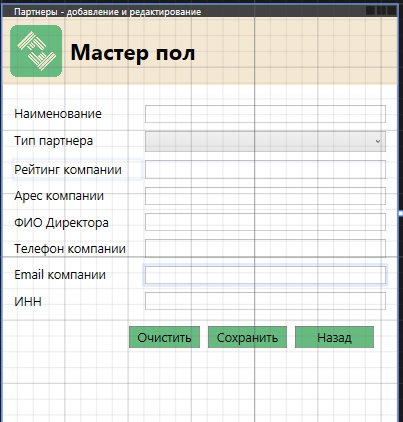 Партнеры - добавление и редактирование
Мастер пол
Наименование
Тип партнера
Рейтинг компании
Арес компании
ФИО Директора
Телефон компании
Email компании
ИНН
Очистить Сохранить Назад